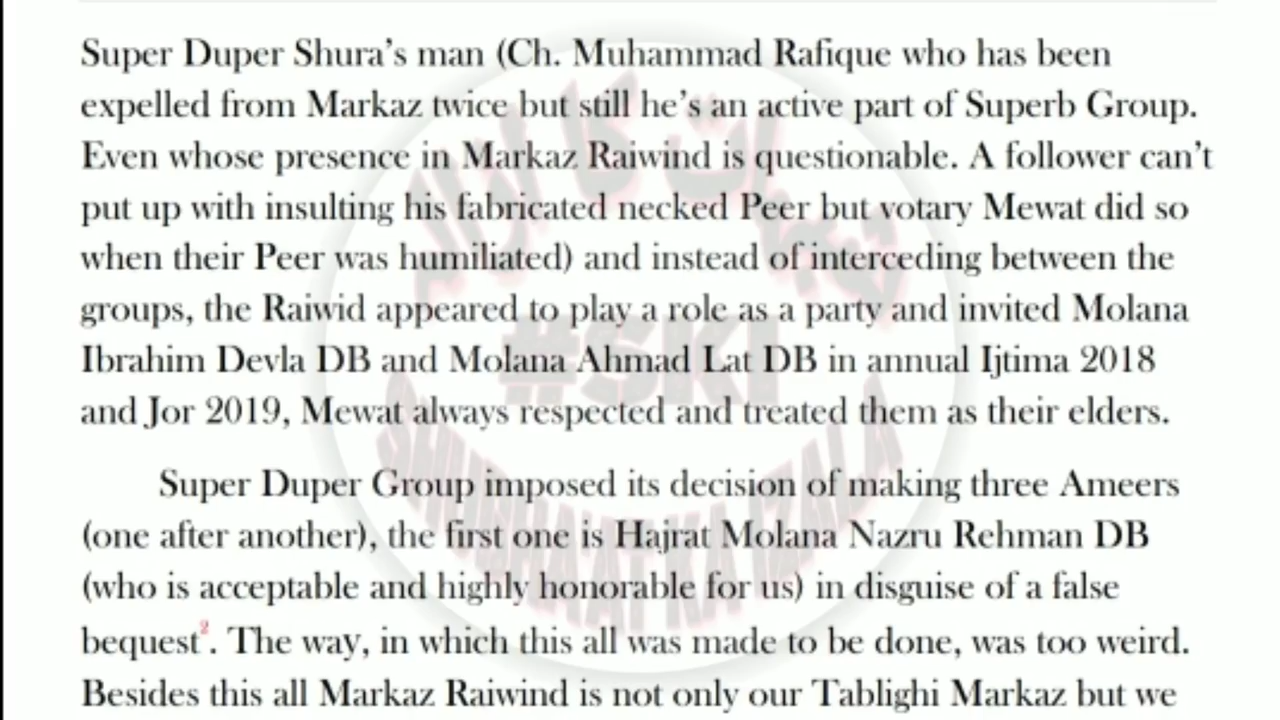 Super Duper Shura's man (Ch. Muhammad Rafique who has been
expelled from Markaz twice but still he's an active part of Superb Group.
Even whose presence in Markaz Raiwind is questionable. A follower can't
put up with insulting his fabricated necked Peer but votary Mewat did so
when their Peer was humiliated) and instead of interceding between the
groups, the Raiwid appeared to play a role as a party and invited Molana
Ibrahim Devla DB and Molana Ahmad Lat DB in annual Ijtima 2018
and Jor 2019, Mewat always respected and treated them as their elders.
Super Duper Group imposed its decision of making three Ameers
(one after another), the first one is Hajrat Molana Nazru Rehman DB
(who is acceptable and highly honorable for us) in disguise of a false
bequest². The way, in which this all was made to be done, was too weird.
Besides this all Markaz Raiwind is not only our Tablighi Markaz but we
#SKI
SHUBHAAT KA IZALA